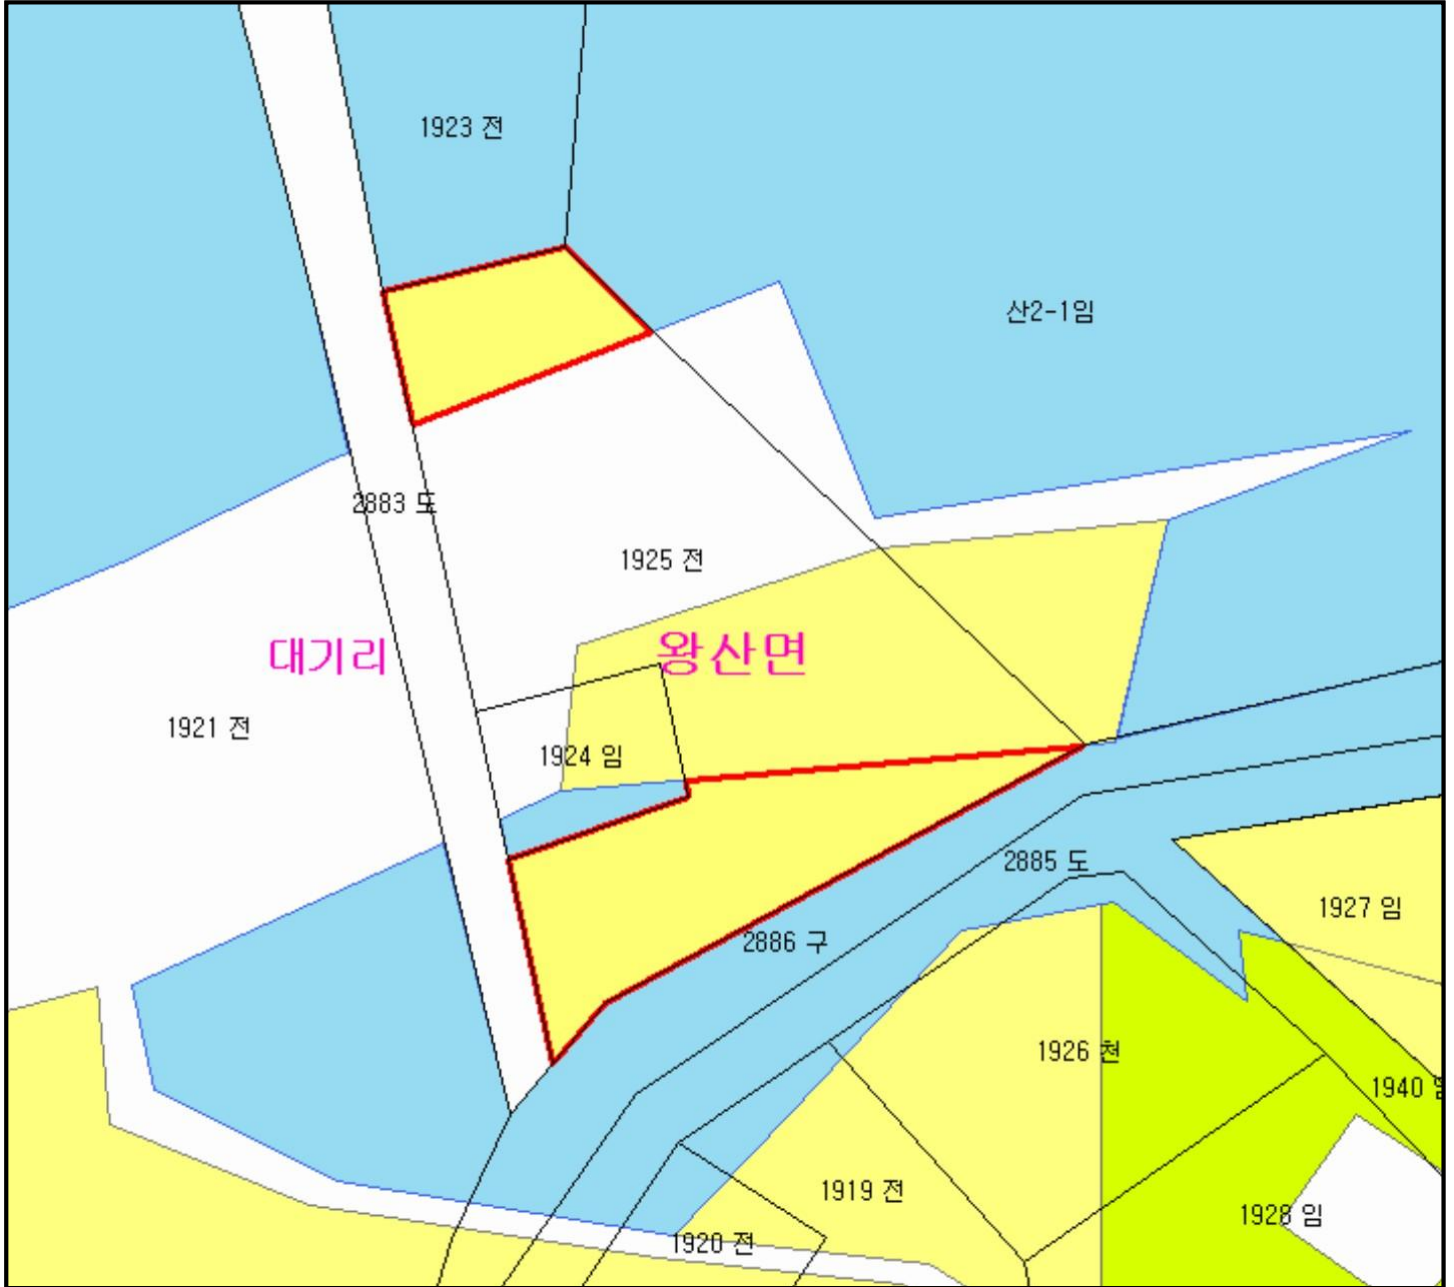 1923 전
산2-1임
2883 도
1925 전
대기리
왕산면
1921 전
1924 임
2885 도
1927 임
2886 구
1926 천
1940
1919 전
1928 임
1920 전